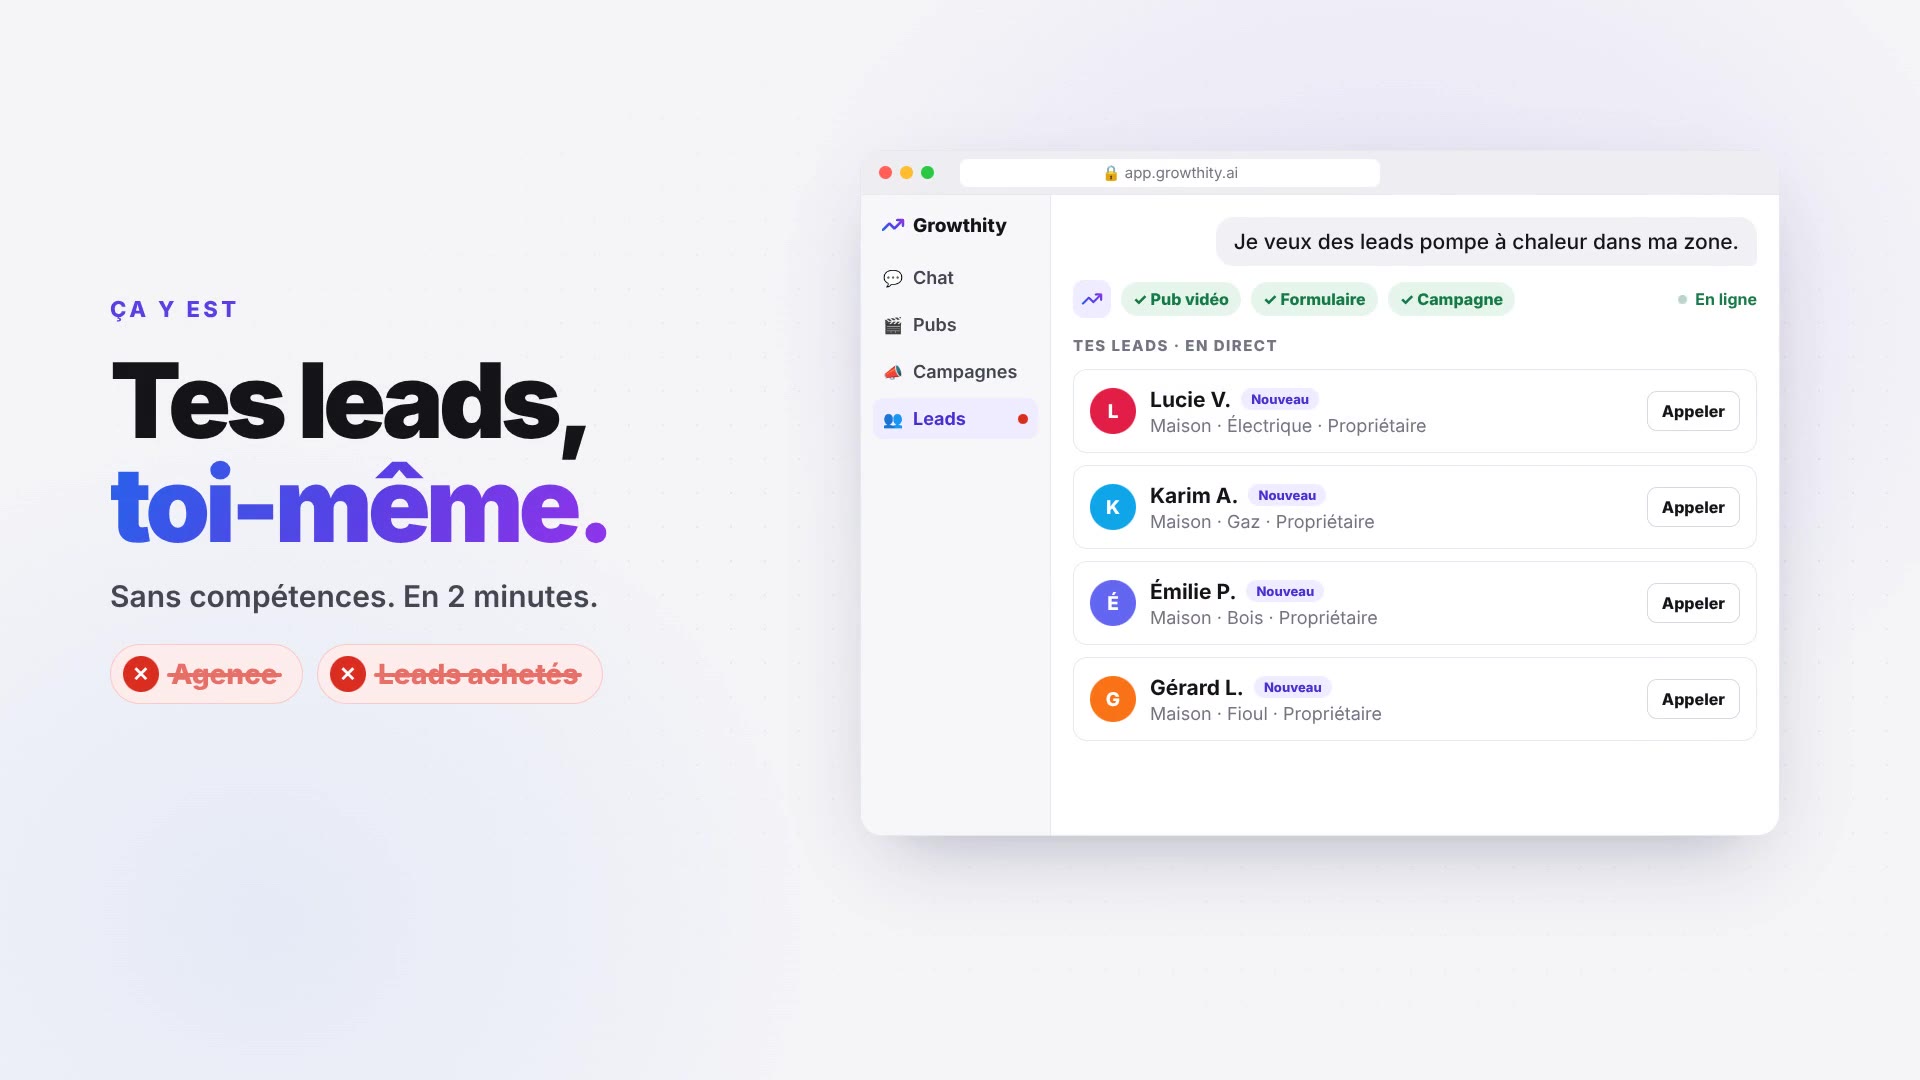 ÇA Y EST
Tes leads,
toi-même.
Sans compétences. En 2 minutes.
Agence
Leads achetés
app.growthity.ai
Growthity
Chat
Pubs
Campagnes
Leads
Je veux des leads pompe à chaleur dans ma zone.
✓ Pub vidéo ✓ Formulaire ✓ Campagne En ligne
TES LEADS · EN DIRECT
L Lucie V. Nouveau
Maison · Électrique · Propriétaire
Appeler
K Karim A. Nouveau
Maison · Gaz · Propriétaire
Appeler
É Émilie P. Nouveau
Maison · Bois · Propriétaire
Appeler
G Gérard L. Nouveau
Maison · Fioul · Propriétaire
Appeler